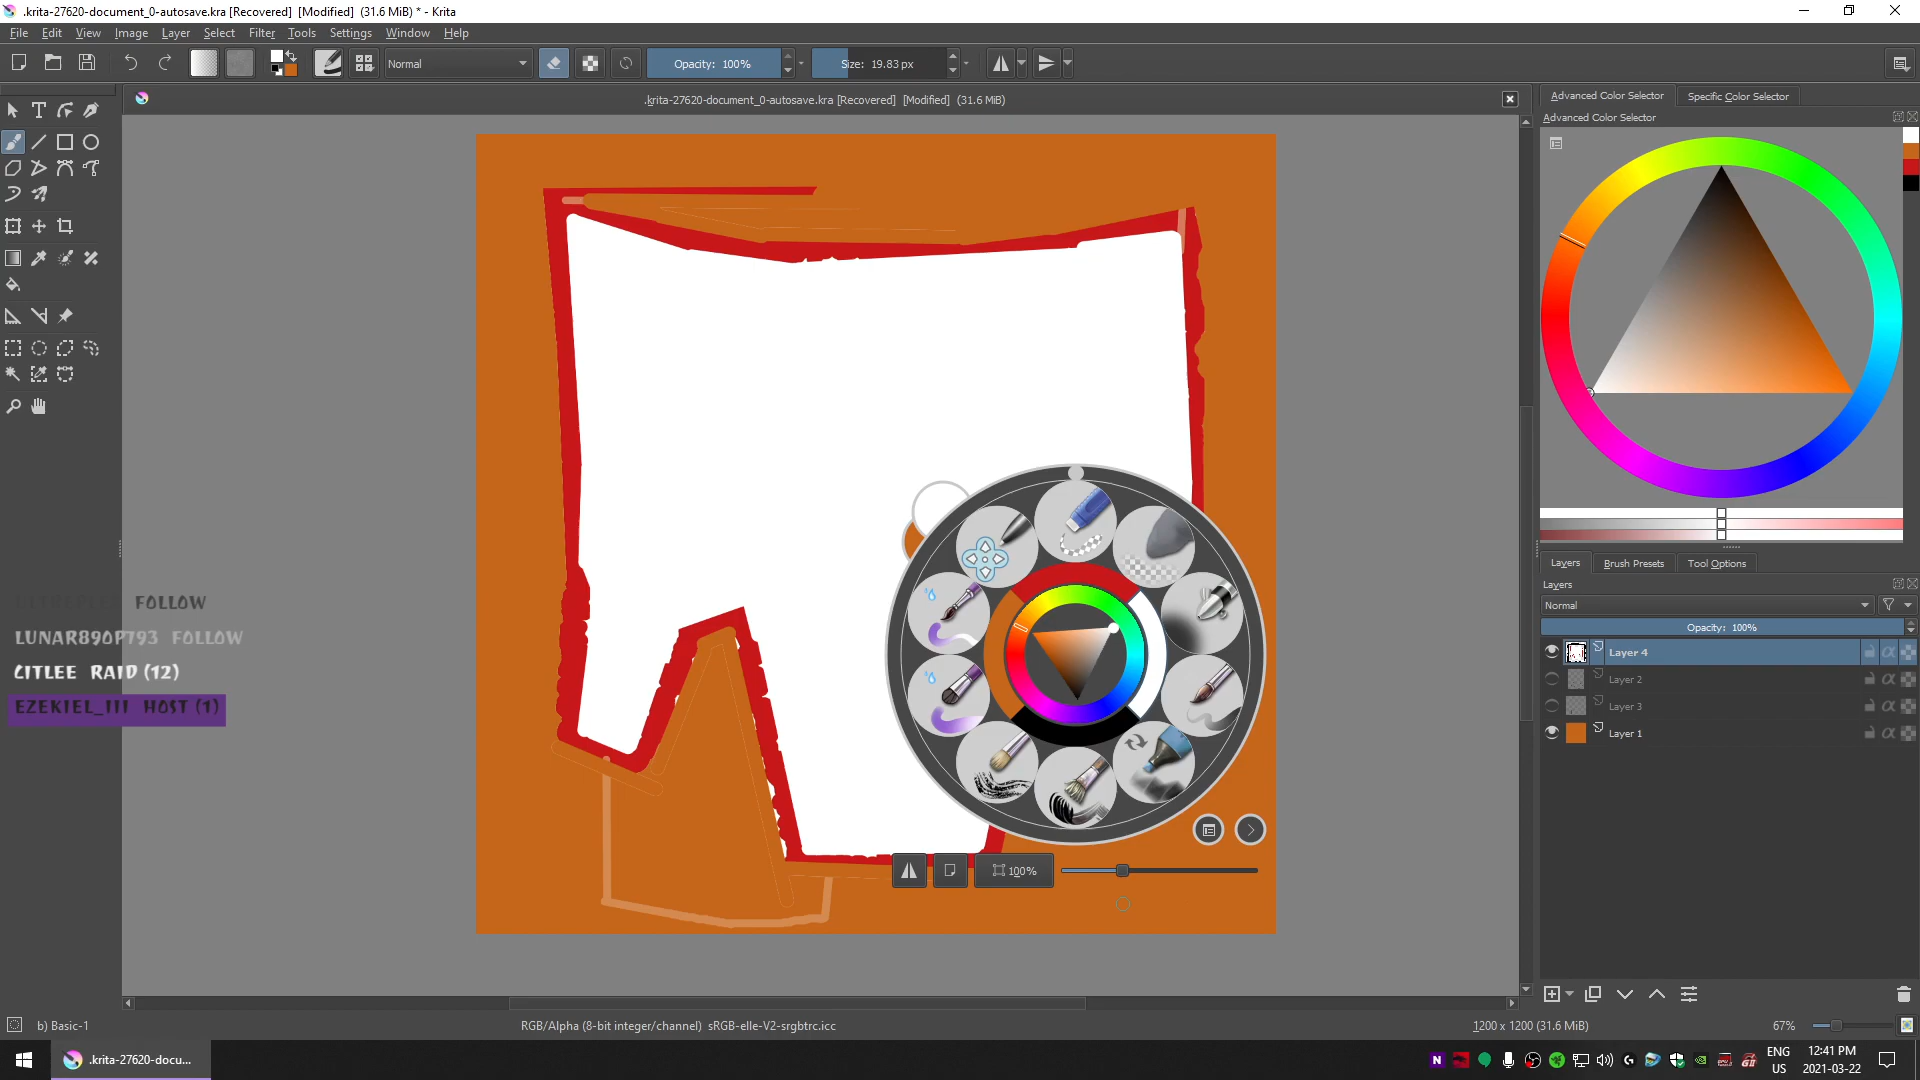 .krita-27620-document_0-autosave.kra [Recovered]  [Modified]  (31.6 MiB) * - Krita
File Edit View Image Layer Select Filter Tools Settings Window Help
Normal Opacity: 100% Size: 19.83 px
.krita-27620-document_0-autosave.kra [Recovered]  [Modified]  (31.6 MiB)
Advanced Color Selector Specific Color Selector
Advanced Color Selector
Layers Brush Presets Tool Options
Layers
Normal
Opacity: 100%
Layer 4
Layer 2
Layer 3
Layer 1
FOLLOW
LUNAR890P793 FOLLOW
CITLEE RAID (12)
EZEKIEL_III HOST (1)
100%
b) Basic-1 RGB/Alpha (8-bit integer/channel)  sRGB-elle-V2-srgbtrc.icc 1200 x 1200 (31.6 MiB) 67%
.krita-27620-docu...
ENG
US
12:41 PM
2021-03-22